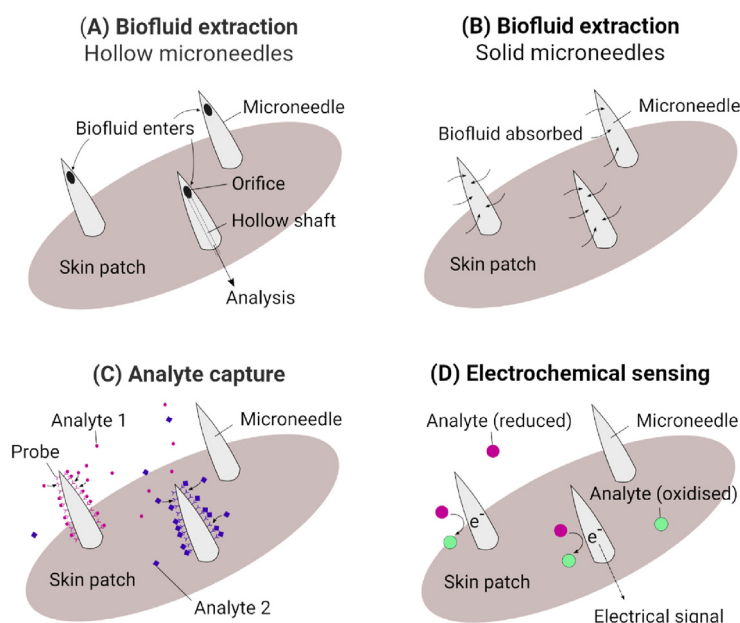 (A) Biofluid extraction
Hollow microneedles
Microneedle
Biofluid enters
Orifice
Hollow shaft
Skin patch
Analysis
(B) Biofluid extraction
Solid microneedles
Microneedle
Biofluid absorbed
Skin patch
(C) Analyte capture
Analyte 1
Microneedle
Probe
Skin patch
Analyte 2
(D) Electrochemical sensing
Analyte (reduced)
Microneedle
Analyte (oxidised)
e-
e-
Skin patch
Electrical signal